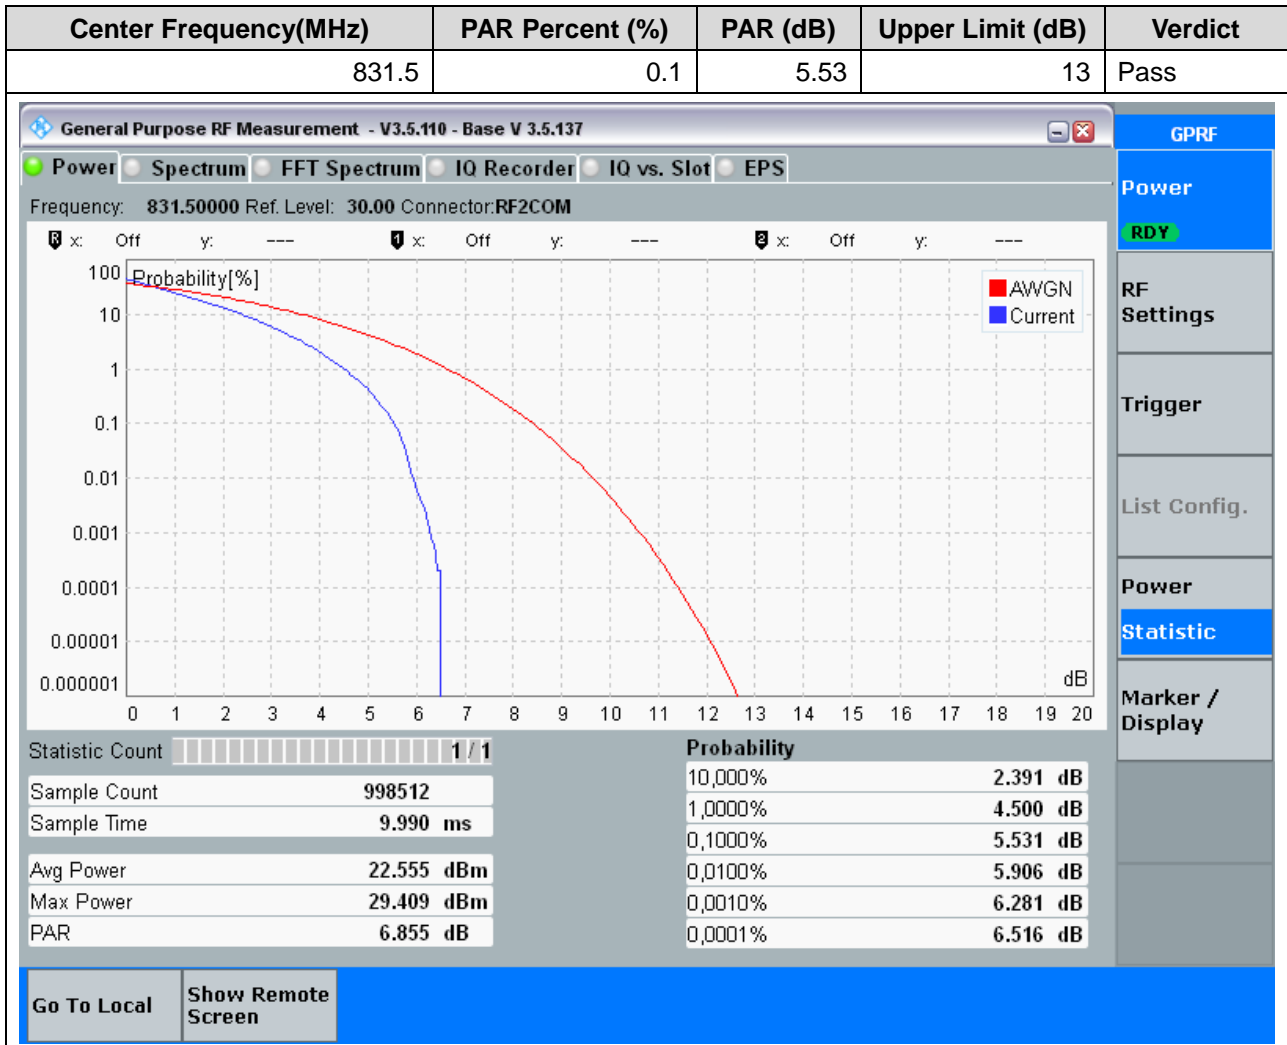 Center Frequency(MHz) PAR Percent (%) PAR (dB) Upper Limit (dB) Verdict
831.5 0.1 5.53 13 Pass
General Purpose RF Measurement - V3.5.110 - Base V 3.5.137
GPRF
Power Spectrum FFT Spectrum IQ Recorder IQ vs. Slot EPS
Power
RDY
Frequency: 831.50000 Ref. Level: 30.00 Connector:RF2COM
R x: Off y: --- 1 x: Off y: --- 2 x: Off y: ---
Probability[%]
100
10
1
0.1
0.01
0.001
0.0001
0.00001
0.000001
AWGN
Current
dB
0 1 2 3 4 5 6 7 8 9 10 11 12 13 14 15 16 17 18 19 20
RF
Settings
Trigger
List Config.
Power
Statistic
Marker /
Display
Statistic Count 1 / 1
Sample Count 998512
Sample Time 9.990 ms
Avg Power 22.555 dBm
Max Power 29.409 dBm
PAR 6.855 dB
Probability
10,000% 2.391 dB
1,0000% 4.500 dB
0,1000% 5.531 dB
0,0100% 5.906 dB
0,0010% 6.281 dB
0,0001% 6.516 dB
Go To Local
Show Remote
Screen